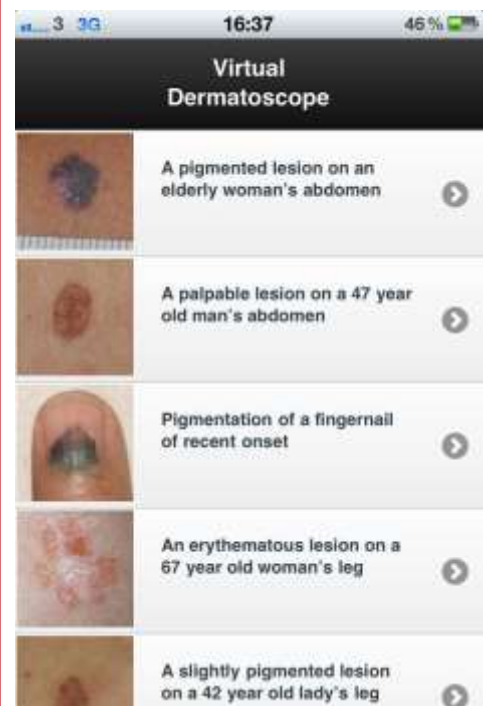 3 3G 16:37 46%
Virtual
Dermatoscope
A pigmented lesion on an
elderly woman's abdomen
A palpable lesion on a 47 year
old man's abdomen
Pigmentation of a fingernail
of recent onset
An erythematous lesion on a
67 year old woman's leg
A slightly pigmented lesion
on a 42 year old lady's leg